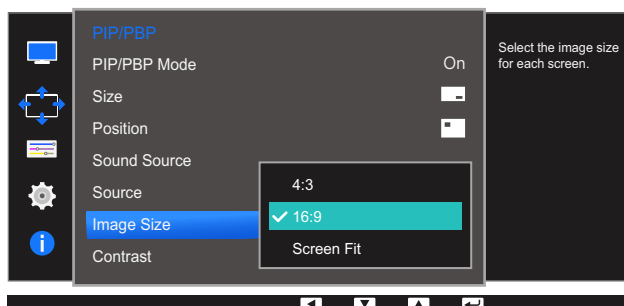 PIP/PBP
PIP/PBP Mode On
Size
Position
Sound Source
Source
Image Size
Contrast
4:3
16:9
Screen Fit
Select the image size
for each screen.